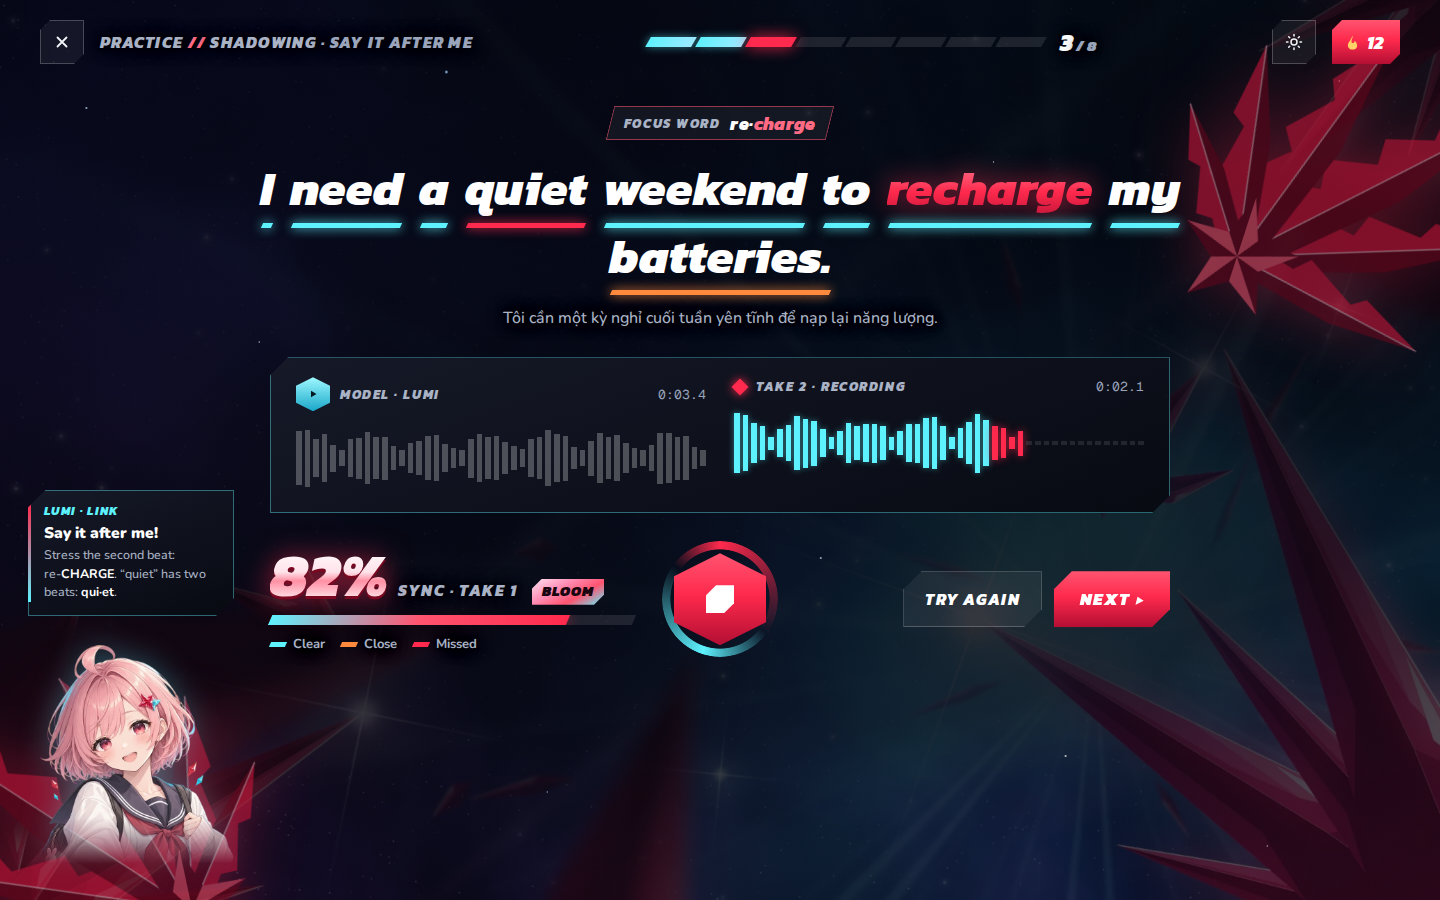 PRACTICE // SHADOWING · SAY IT AFTER ME
3 / 8
12
FOCUS WORD re·charge
I need a quiet weekend to recharge my
batteries.
Tôi cần một kỳ nghỉ cuối tuần yên tĩnh để nạp lại năng lượng.
MODEL · LUMI
0:03.4
TAKE 2 · RECORDING
0:02.1
LUMI · LINK
Say it after me!
Stress the second beat:
re-CHARGE. “quiet” has two
beats: qui·et.
82% SYNC · TAKE 1 BLOOM
Clear Close Missed
TRY AGAIN
NEXT